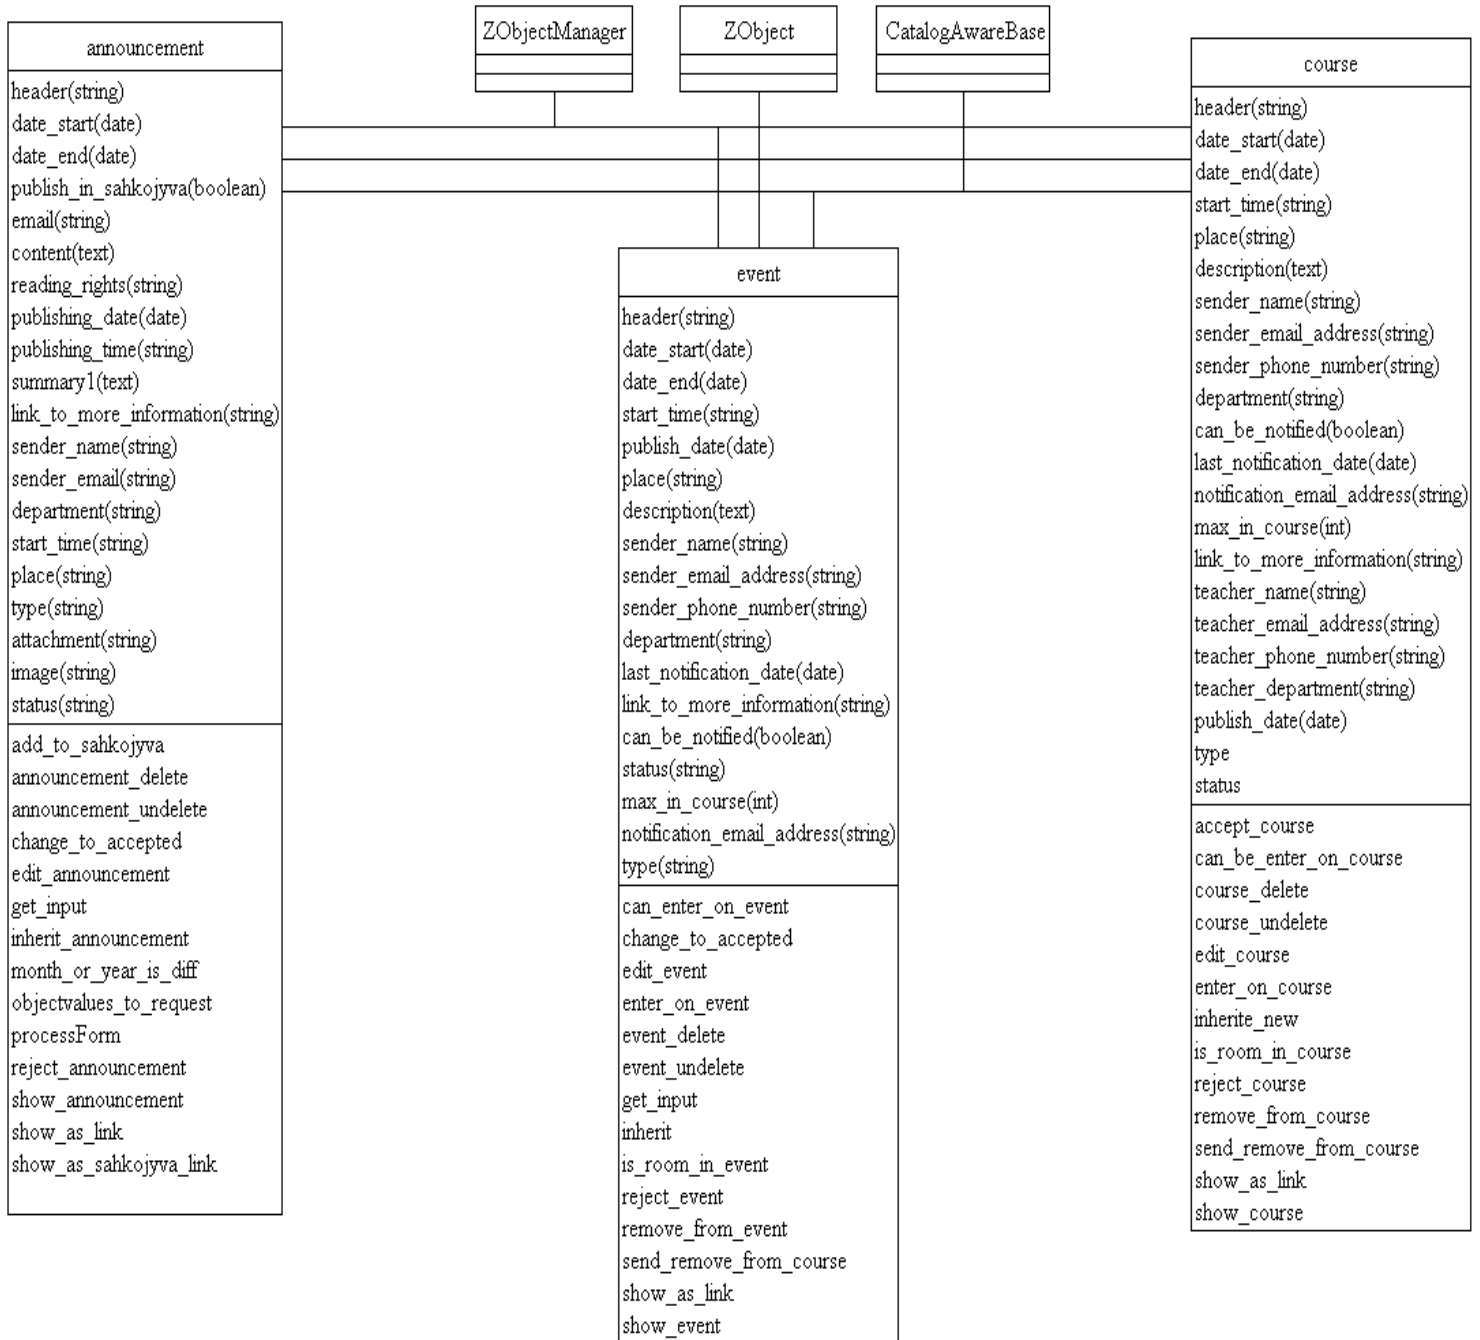 ZObjectManager
ZObject
CatalogAwareBase
announcement
header(string)
date_start(date)
date_end(date)
publish_in_sahkojyva(boolean)
email(string)
content(text)
reading_rights(string)
publishing_date(date)
publishing_time(string)
summary1(text)
link_to_more_information(string)
sender_name(string)
sender_email(string)
department(string)
start_time(string)
place(string)
type(string)
attachment(string)
image(string)
status(string)
add_to_sahkojyva
announcement_delete
announcement_undelete
change_to_accepted
edit_announcement
get_input
inherit_announcement
month_or_year_is_diff
objectvalues_to_request
processForm
reject_announcement
show_announcement
show_as_link
show_as_sahkojyva_link
event
header(string)
date_start(date)
date_end(date)
start_time(string)
publish_date(date)
place(string)
description(text)
sender_name(string)
sender_email_address(string)
sender_phone_number(string)
department(string)
last_notification_date(date)
link_to_more_information(string)
can_be_notified(boolean)
status(string)
max_in_course(int)
notification_email_address(string)
type(string)
can_enter_on_event
change_to_accepted
edit_event
enter_on_event
event_delete
event_undelete
get_input
inherit
is_room_in_event
reject_event
remove_from_event
send_remove_from_course
show_as_link
show_event
course
header(string)
date_start(date)
date_end(date)
start_time(string)
place(string)
description(text)
sender_name(string)
sender_email_address(string)
sender_phone_number(string)
department(string)
can_be_notified(boolean)
last_notification_date(date)
notification_email_address(string)
max_in_course(int)
link_to_more_information(string)
teacher_name(string)
teacher_email_address(string)
teacher_phone_number(string)
teacher_department(string)
publish_date(date)
type
status
accept_course
can_be_enter_on_course
course_delete
course_undelete
edit_course
enter_on_course
inherite_new
is_room_in_course
reject_course
remove_from_course
send_remove_from_course
show_as_link
show_course